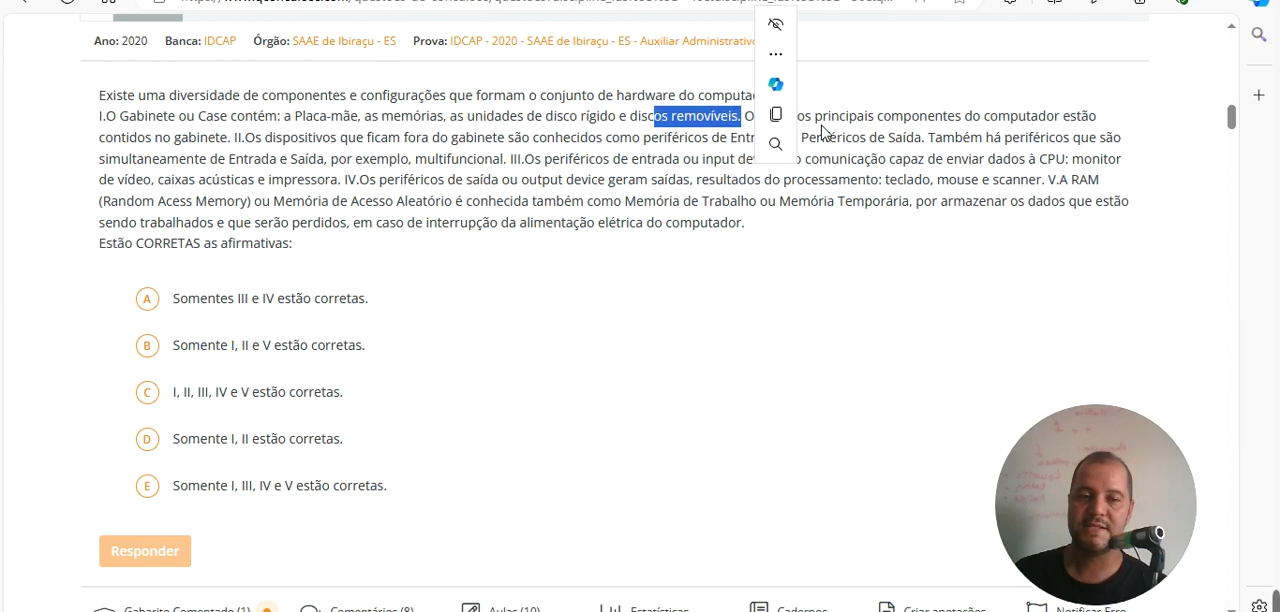 Ano: 2020 Banca: IDCAP Órgão: SAAE de Ibiraçu - ES Prova: IDCAP - 2020 - SAAE de Ibiraçu - ES - Auxiliar Administrativo
Existe uma diversidade de componentes e configurações que formam o conjunto de hardware do
I.O Gabinete ou Case contém: a Placa-mãe, as memórias, as unidades de disco rígido e discos removíveis. os principais componentes do computador estão
contidos no gabinete. II.Os dispositivos que ficam fora do gabinete são conhecidos como periféricos de Periféricos de Saída. Também há periféricos que são
simultaneamente de Entrada e Saída, por exemplo, multifuncional. III.Os periféricos de entrada ou input comunicação capaz de enviar dados à CPU: monitor
de vídeo, caixas acústicas e impressora. IV.Os periféricos de saída ou output device geram saídas, resultados do processamento: teclado, mouse e scanner. V.A RAM
(Random Acess Memory) ou Memória de Acesso Aleatório é conhecida também como Memória de Trabalho ou Memória Temporária, por armazenar os dados que estão
sendo trabalhados e que serão perdidos, em caso de interrupção da alimentação elétrica do computador.
Estão CORRETAS as afirmativas:
A Somentes III e IV estão corretas.
B Somente I, II e V estão corretas.
C I, II, III, IV e V estão corretas.
D Somente I, II estão corretas.
E Somente I, III, IV e V estão corretas.
Responder
Gabarito Comentado (1) Comentários (8) Aulas (10) Estatísticas Cadernos Criar anotações Notificar Erro